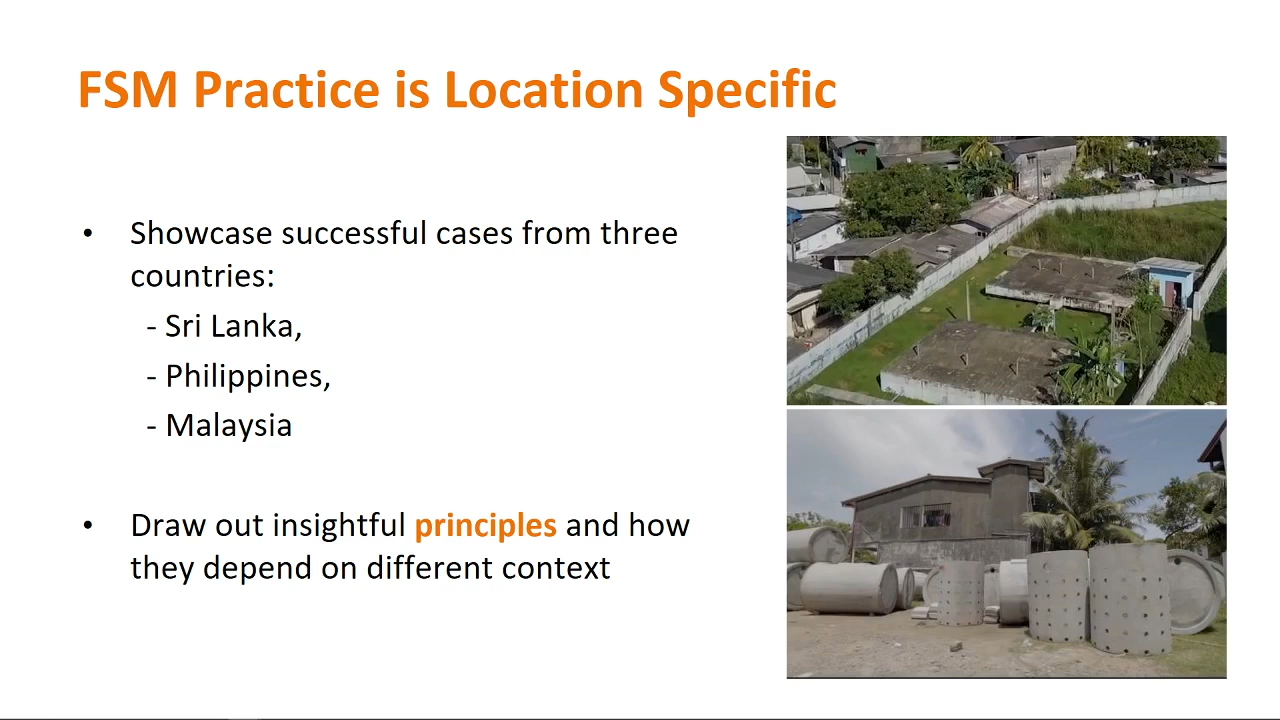 FSM Practice is Location Specific
• Showcase successful cases from three
countries:
- Sri Lanka,
- Philippines,
- Malaysia
• Draw out insightful principles and how
they depend on different context